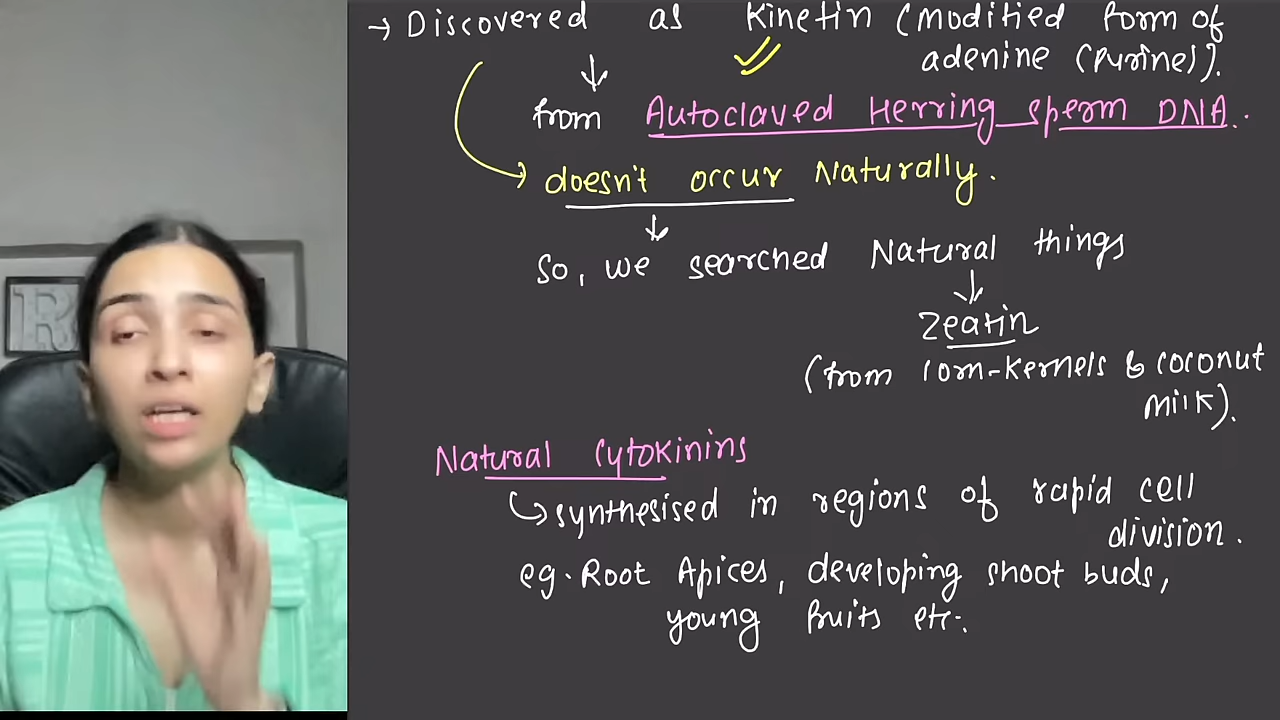 → Discovered as Kinetin (Modified form of
adenine (purine)).
↓
from Autoclaved Herring sperm DNA.
→ doesn't occur Naturally.
↓
So, we searched Natural things
↓
Zeatin
(from corn-kernels & coconut
milk).
Natural Cytokinins
↳ synthesised in regions of rapid cell
division.
eg. Root Apices, developing shoot buds,
young fruits etc.
R